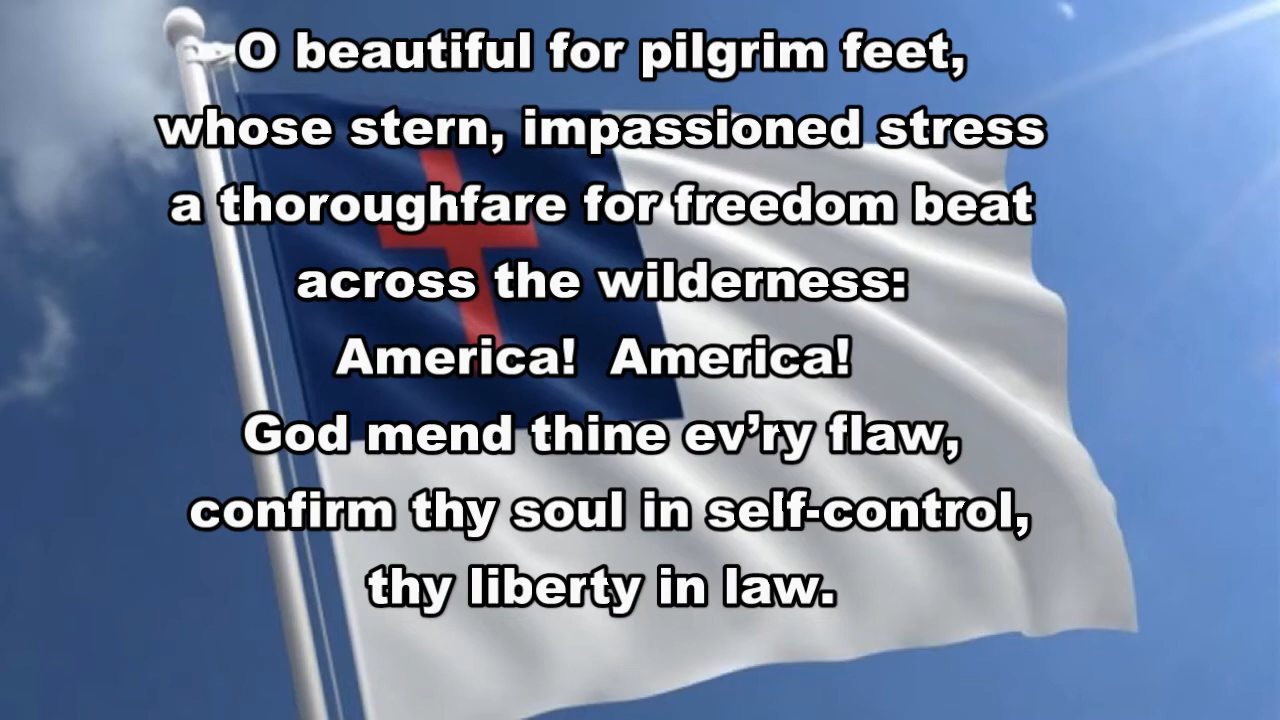 O beautiful for pilgrim feet,
whose stern, impassioned stress
a thoroughfare for freedom beat
across the wilderness:
America!  America!
God mend thine ev’ry flaw,
confirm thy soul in self-control,
thy liberty in law.